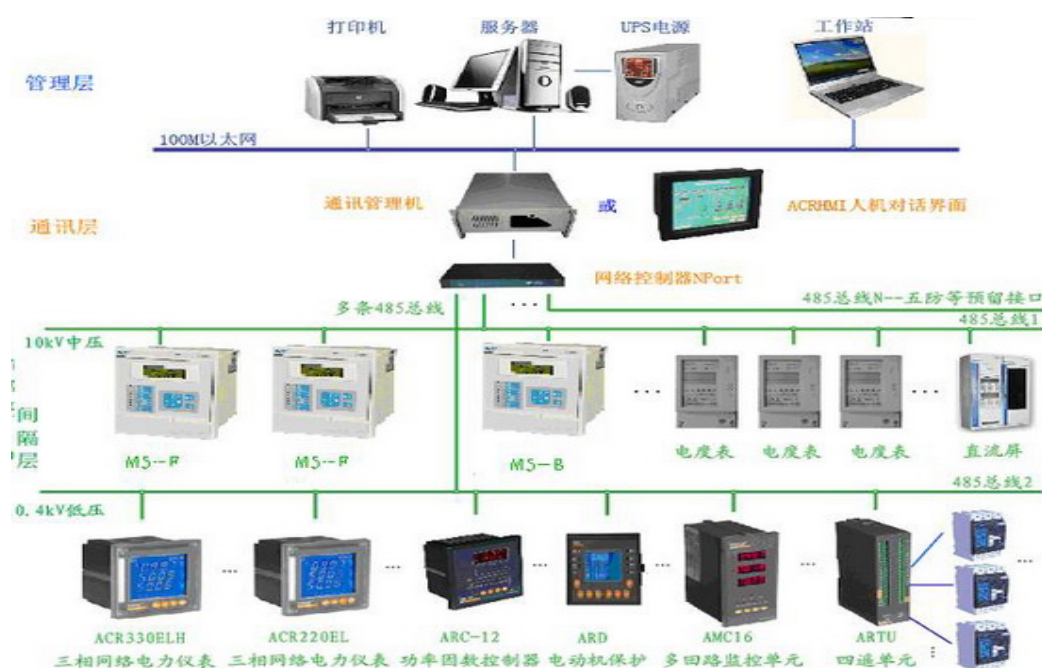 打印机
服务器
UPS电源
工作站
管理层
100M以太网
通讯管理机
或
ACRHMI人机对话界面
通讯层
网络控制器NPort
多条485总线
...
485总线N--五防等预留接口
485总线1
10kV中压
...
...
间
隔
层
M5-F
M5-F
M5-B
电度表
电度表
电度表
直流屏
485总线2
0.4kV低压
...
...
...
...
...
...
ACR330ELH
ACR220EL
ARC-12
ARD
AMC16
ARTU
三相网络电力仪表
三相网络电力仪表
功率因数控制器
电动机保护
多回路监控单元
四遥单元